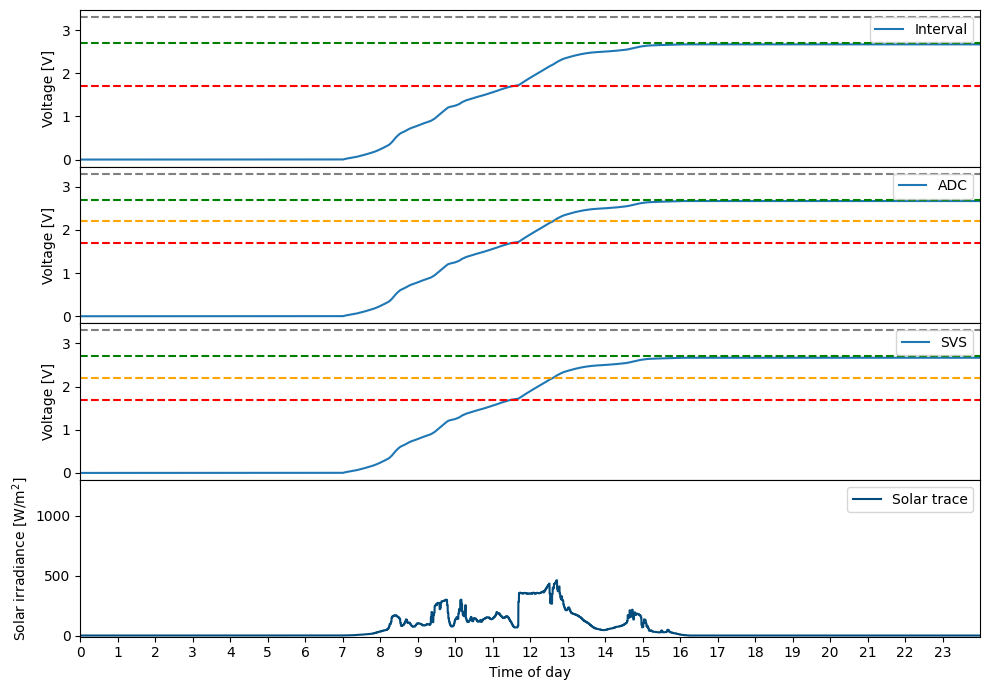 Voltage [V]
3
2
1
0
Interval
Voltage [V]
3
2
1
0
ADC
Voltage [V]
3
2
1
0
SVS
Solar irradiance [W/m²]
1000
500
0
Solar trace
0 1 2 3 4 5 6 7 8 9 10 11 12 13 14 15 16 17 18 19 20 21 22 23
Time of day